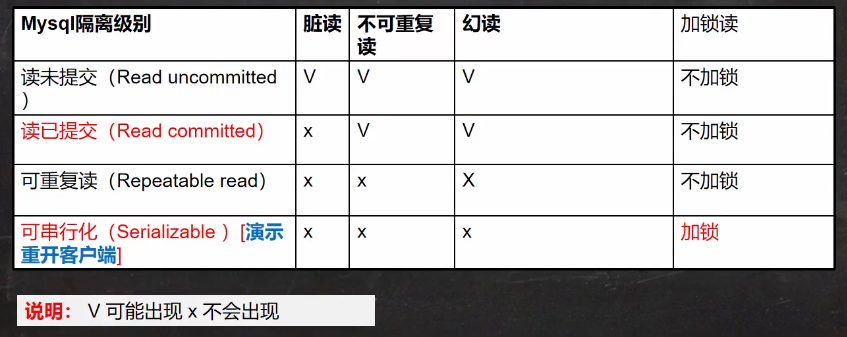 Mysql隔离级别 脏读 不可重复读 幻读 加锁读
读未提交（Read uncommitted） V V V 不加锁
读已提交（Read committed） x V V 不加锁
可重复读（Repeatable read） x x X 不加锁
可串行化（Serializable ）[演示重开客户端] x x x 加锁
说明： V 可能出现 x 不会出现